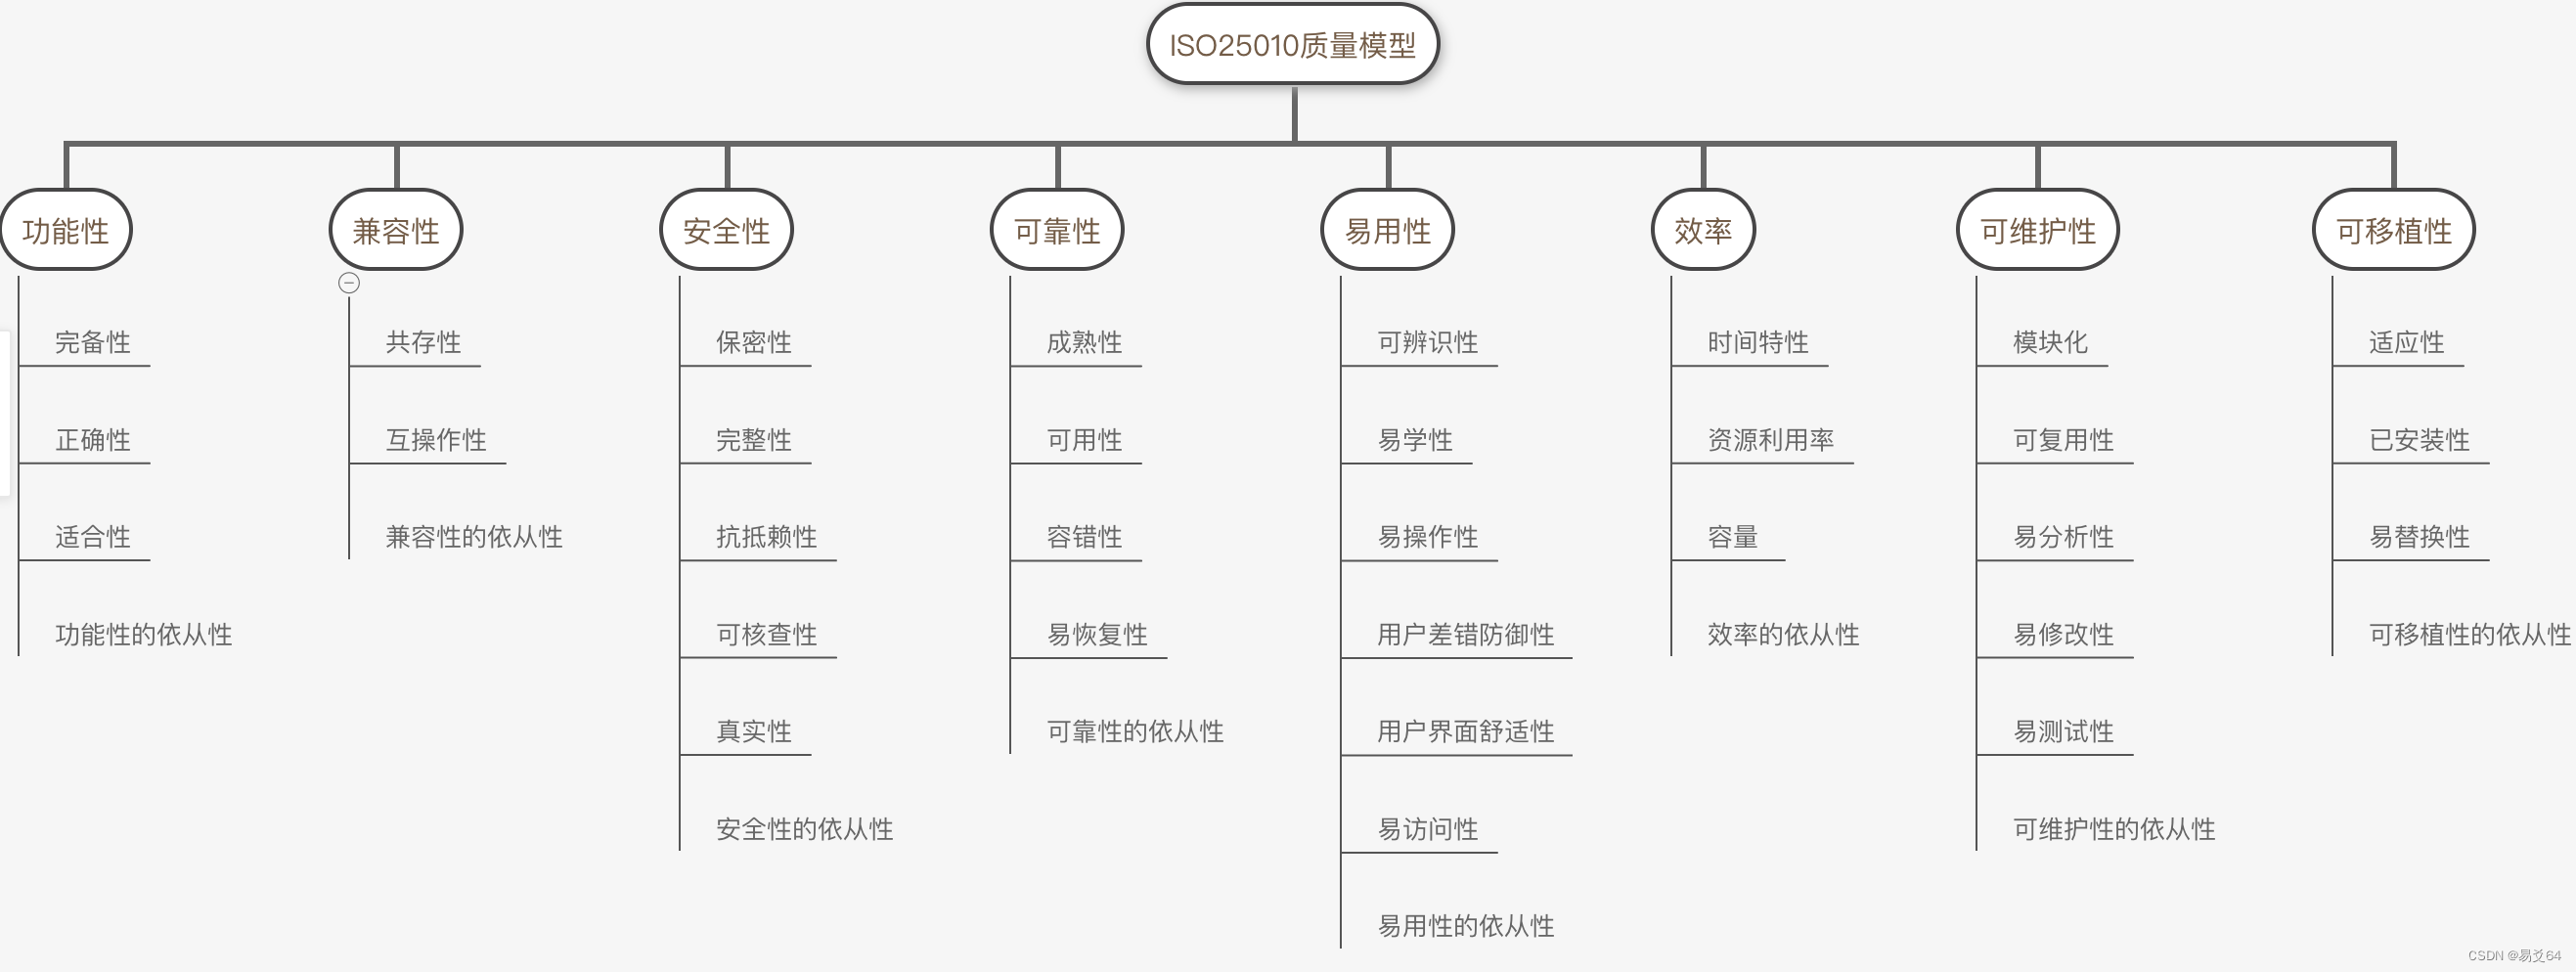 ISO25010质量模型
功能性
完备性
正确性
适合性
功能性的依从性
兼容性
共存性
互操作性
兼容性的依从性
安全性
保密性
完整性
抗抵赖性
可核查性
真实性
安全性的依从性
可靠性
成熟性
可用性
容错性
易恢复性
可靠性的依从性
易用性
可辨识性
易学性
易操作性
用户差错防御性
用户界面舒适性
易访问性
易用性的依从性
效率
时间特性
资源利用率
容量
效率的依从性
可维护性
模块化
可复用性
易分析性
易修改性
易测试性
可维护性的依从性
可移植性
适应性
已安装性
易替换性
可移植性的依从性
CSDN @易爻64